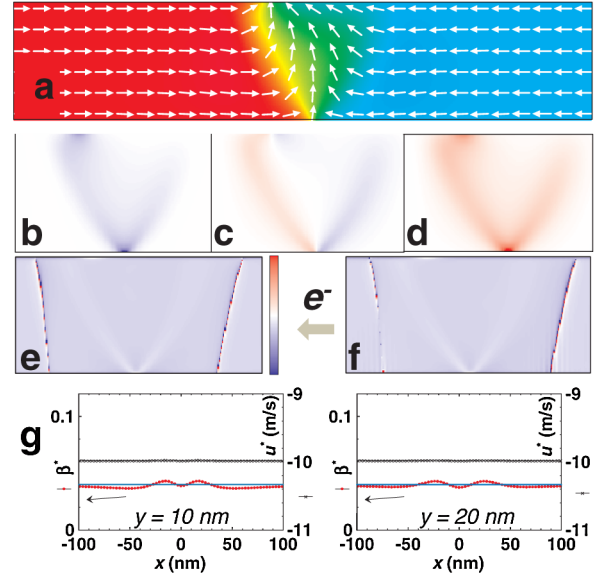 a
b c d
e e- f
g
0.1 -9 0.1 -9
β* u* (m/s) β* u* (m/s)
-10 -10
y = 10 nm y = 20 nm
0 -11 0 -11
-100 -50 0 50 100 -100 -50 0 50 100
x (nm) x (nm)